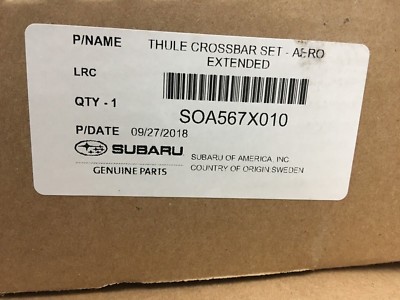 P/NAME THULE CROSSBAR SET - AERO
EXTENDED
LRC
QTY - 1 SOA567X010
P/DATE 09/27/2018
SUBARU SUBARU OF AMERICA, INC.
COUNTRY OF ORIGIN SWEDEN
GENUINE PARTS